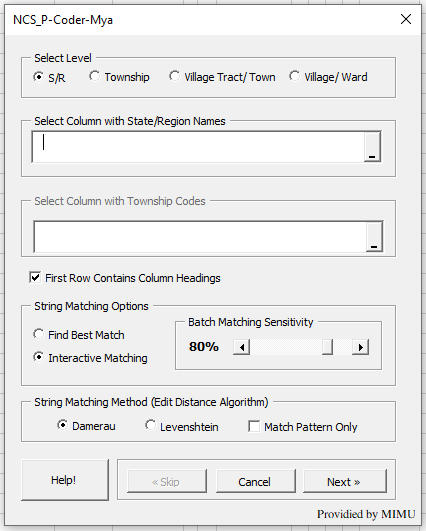 NCS_P-Coder-Mya
Select Level
S/R Township Village Tract/ Town Village/ Ward
Select Column with State/Region Names
Select Column with Township Codes
First Row Contains Column Headings
String Matching Options
Find Best Match
Interactive Matching
Batch Matching Sensitivity
80%
String Matching Method (Edit Distance Algorithm)
Damerau Levenshtein Match Pattern Only
Help! « Skip Cancel Next »
Providied by MIMU